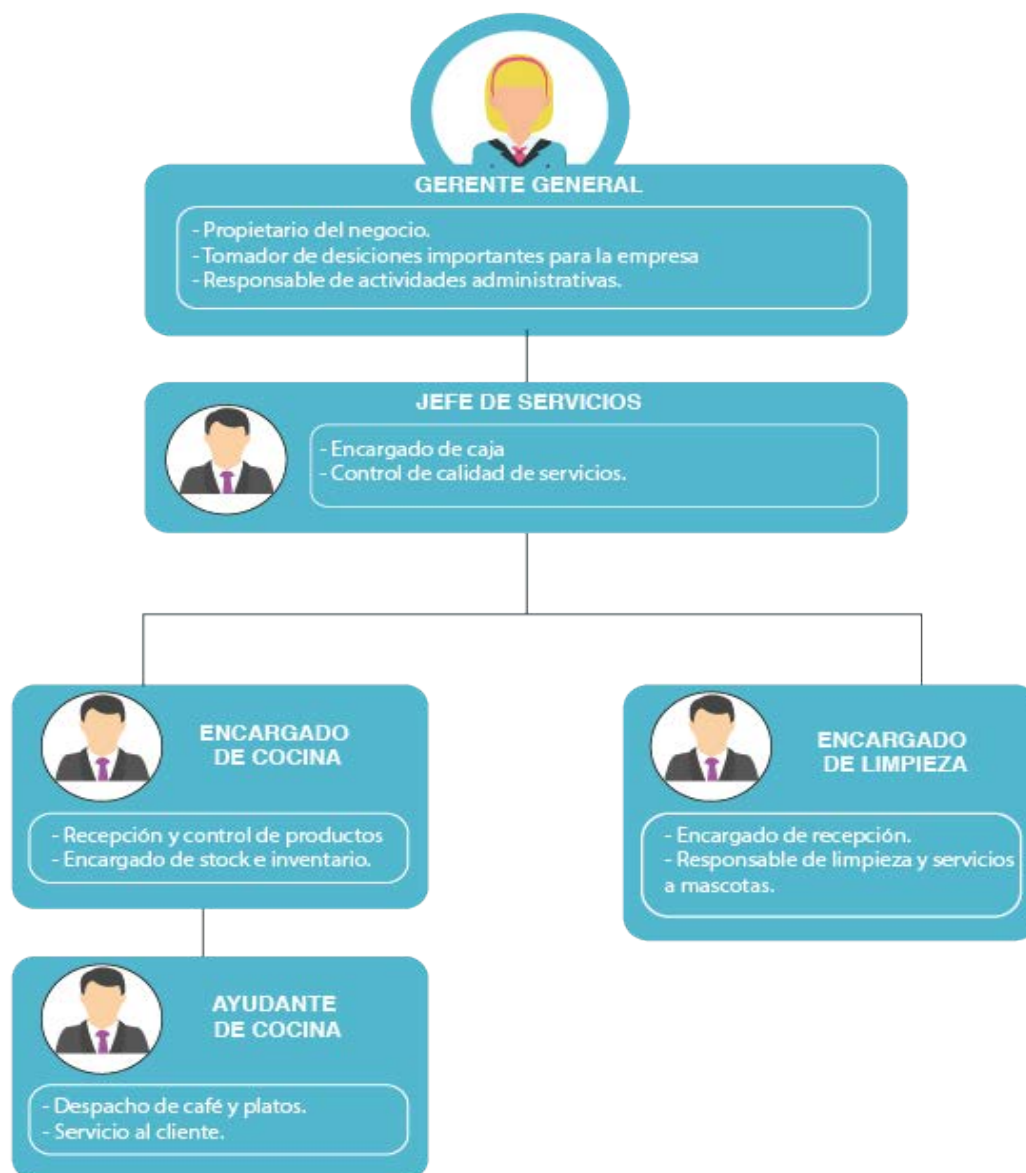 GERENTE GENERAL
- Propietario del negocio.
- Tomador de desiciones importantes para la empresa
- Responsable de actividades administrativas.
JEFE DE SERVICIOS
- Encargado de caja
- Control de calidad de servicios.
ENCARGADO
DE COCINA
- Recepción y control de productos
- Encargado de stock e inventario.
ENCARGADO
DE LIMPIEZA
- Encargado de recepción.
- Responsable de limpieza y servicios
a mascotas.
AYUDANTE
DE COCINA
- Despacho de café y platos.
- Servicio al cliente.